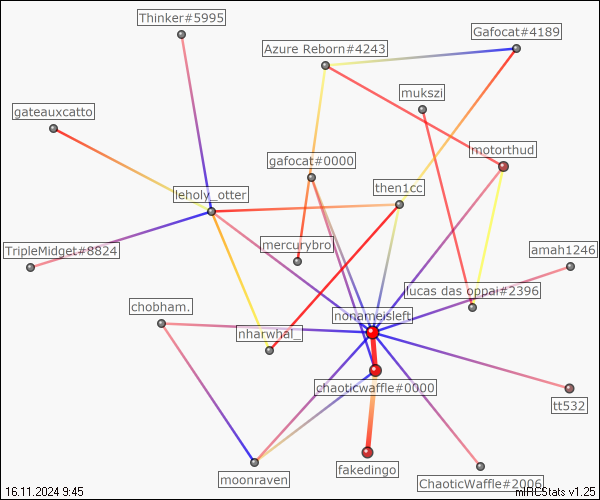 Thinker#5995
Gafocat#4189
Azure Reborn#4243
mukszi
gateauxcatto
motorthud
gafocat#0000
then1cc
leholy_otter
mercurybro
TripleMidget#8824
amah1246
lucas das oppai#2396
chobham.
nonameisleft
nharwhal_
chaoticwaffle#0000
tt532
fakedingo
moonraven
ChaoticWaffle#2006
16.11.2024 9:45
mIRCStats v1.25